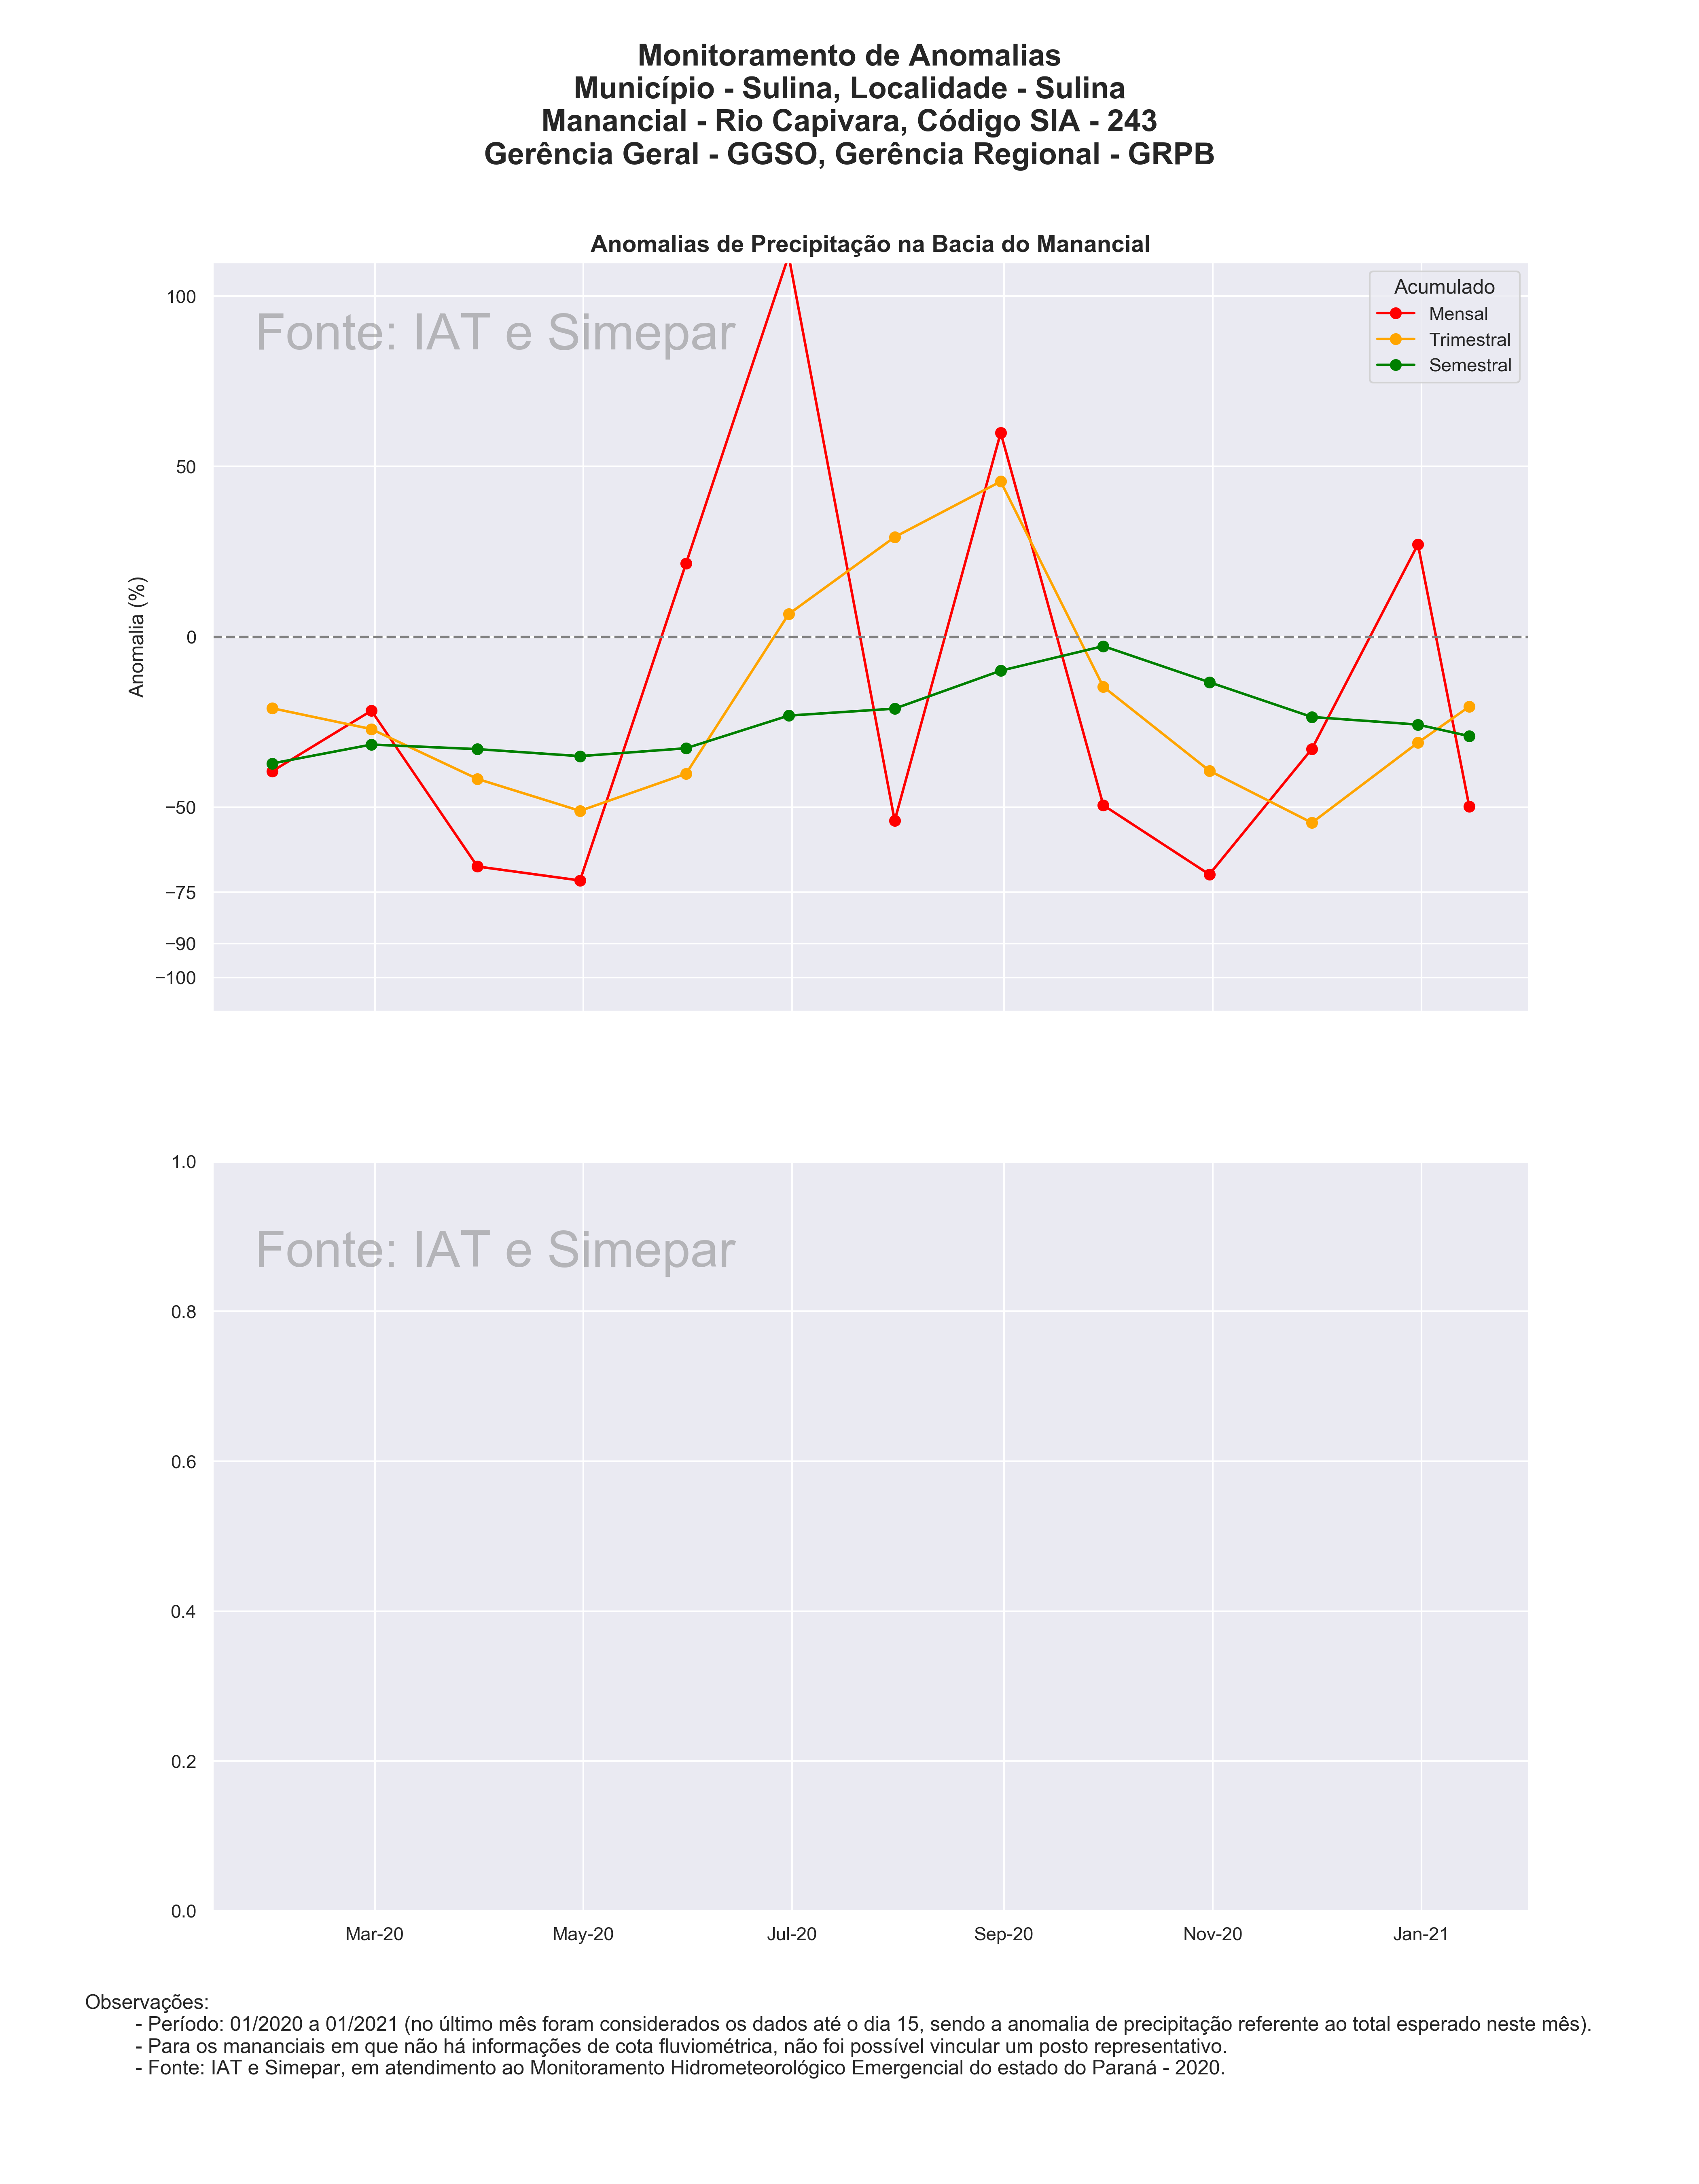 Monitoramento de Anomalias
Município - Sulina, Localidade - Sulina
Manancial - Rio Capivara, Código SIA - 243
Gerência Geral - GGSO, Gerência Regional - GRPB
Anomalias de Precipitação na Bacia do Manancial
Fonte: IAT e Simepar
Acumulado
Mensal
Trimestral
Semestral
Anomalia (%)
100
50
0
−50
−75
−90
−100
Fonte: IAT e Simepar
1.0
0.8
0.6
0.4
0.2
0.0
Mar-20 May-20 Jul-20 Sep-20 Nov-20 Jan-21
Observações:
- Período: 01/2020 a 01/2021 (no último mês foram considerados os dados até o dia 15, sendo a anomalia de precipitação referente ao total esperado neste mês).
- Para os mananciais em que não há informações de cota fluviométrica, não foi possível vincular um posto representativo.
- Fonte: IAT e Simepar, em atendimento ao Monitoramento Hidrometeorológico Emergencial do estado do Paraná - 2020.